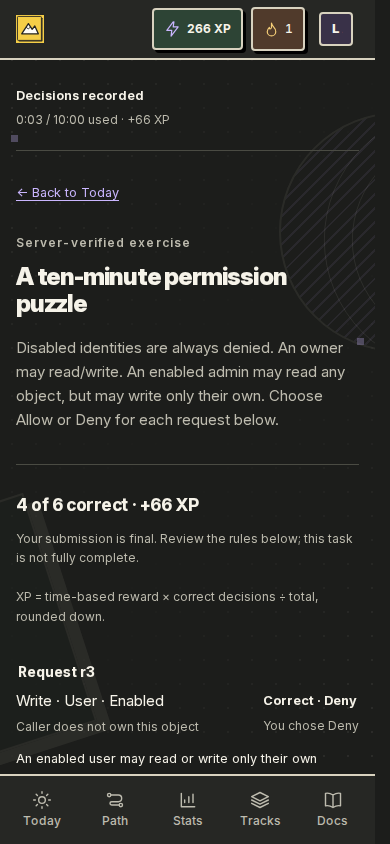 266 XP
1
L
Decisions recorded
0:03 / 10:00 used · +66 XP
← Back to Today
Server-verified exercise
A ten-minute permission
puzzle
Disabled identities are always denied. An owner
may read/write. An enabled admin may read any
object, but may write only their own. Choose
Allow or Deny for each request below.
4 of 6 correct · +66 XP
Your submission is final. Review the rules below; this task
is not fully complete.
XP = time-based reward × correct decisions ÷ total,
rounded down.
Request r3
Write · User · Enabled
Correct · Deny
Caller does not own this object
You chose Deny
An enabled user may read or write only their own
Today
Path
Stats
Tracks
Docs